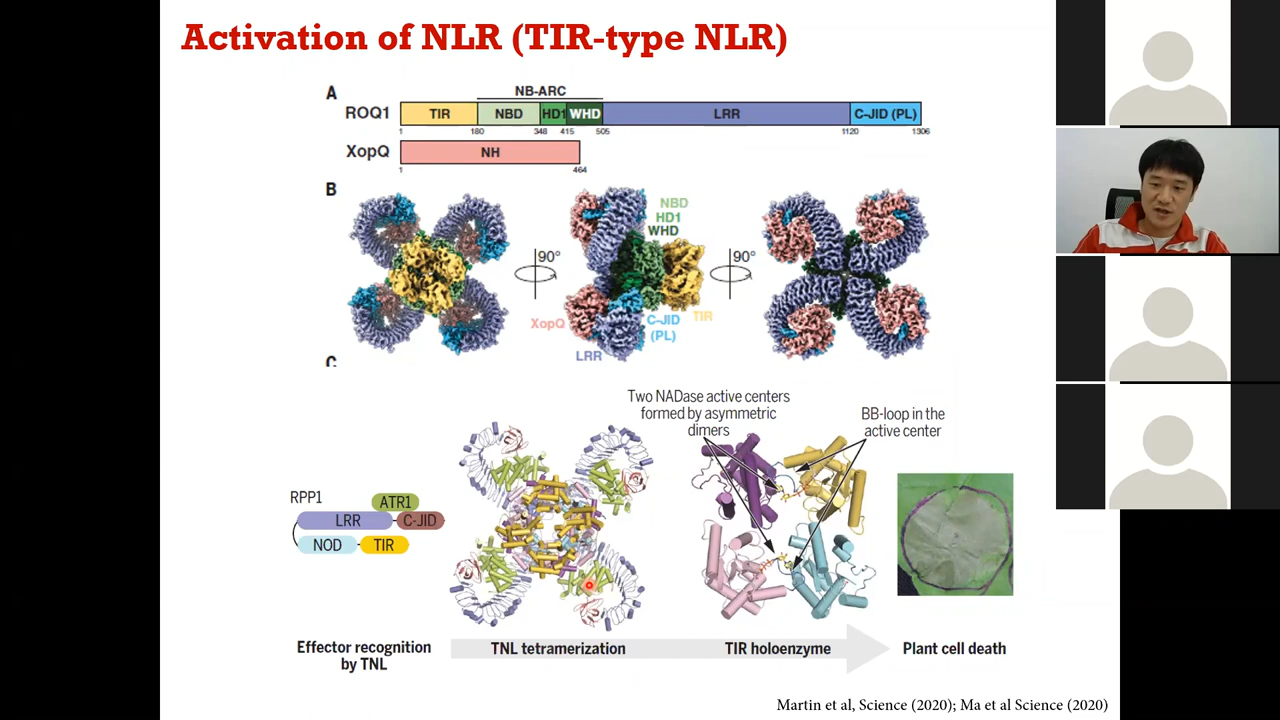 Activation of NLR (TIR-type NLR)
A
NB-ARC
ROQ1
TIR
NBD
HD1
WHD
LRR
C-JID (PL)
1
180
348
415
505
1120
1306
XopQ
NH
1
464
B
NBD
HD1
WHD
90°
90°
XopQ
C-JID
(PL)
TIR
LRR
C
Two NADase active centers
formed by asymmetric
dimers
BB-loop in the
active center
RPP1
ATR1
LRR
C-JID
NOD
TIR
Effector recognition
by TNL
TNL tetramerization
TIR holoenzyme
Plant cell death
Martin et al, Science (2020); Ma et al Science (2020)